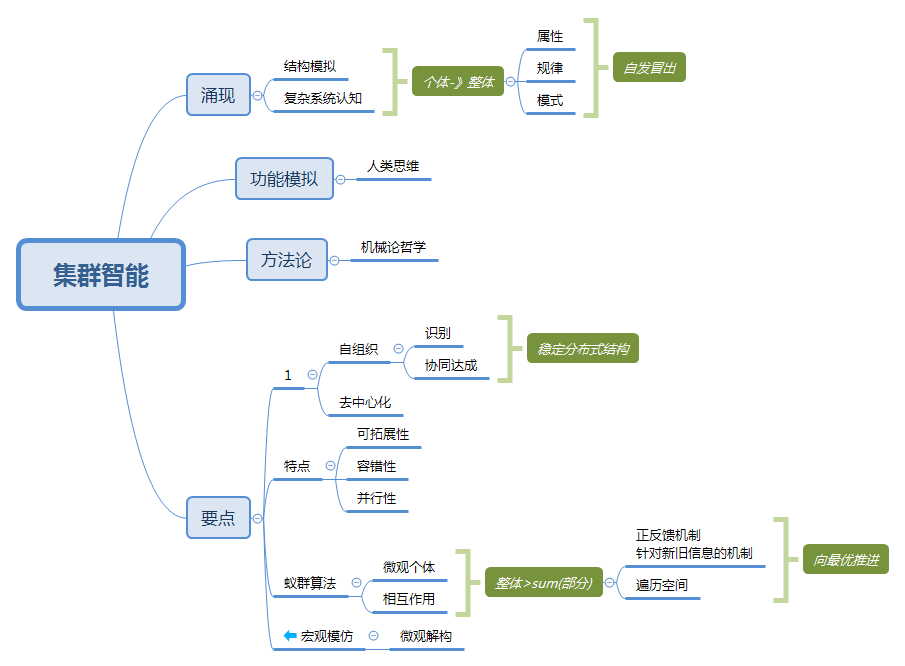 集群智能
涌现
结构模拟
复杂系统认知
个体-》整体
属性
规律
模式
自发冒出
功能模拟
人类思维
方法论
机械论哲学
要点
1
自组织
识别
协同达成
稳定分布式结构
去中心化
特点
可拓展性
容错性
并行性
蚁群算法
微观个体
相互作用
整体>sum(部分)
正反馈机制
针对新旧信息的机制
遍历空间
向最优推进
宏观模仿
微观解构